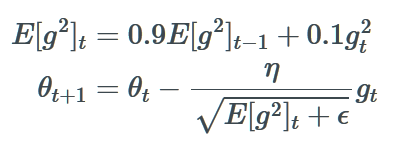 E[g²]ₜ = 0.9E[g²]ₜ₋₁ + 0.1gₜ²
θₜ₊₁ = θₜ − η / √(E[g²]ₜ + ϵ) gₜ